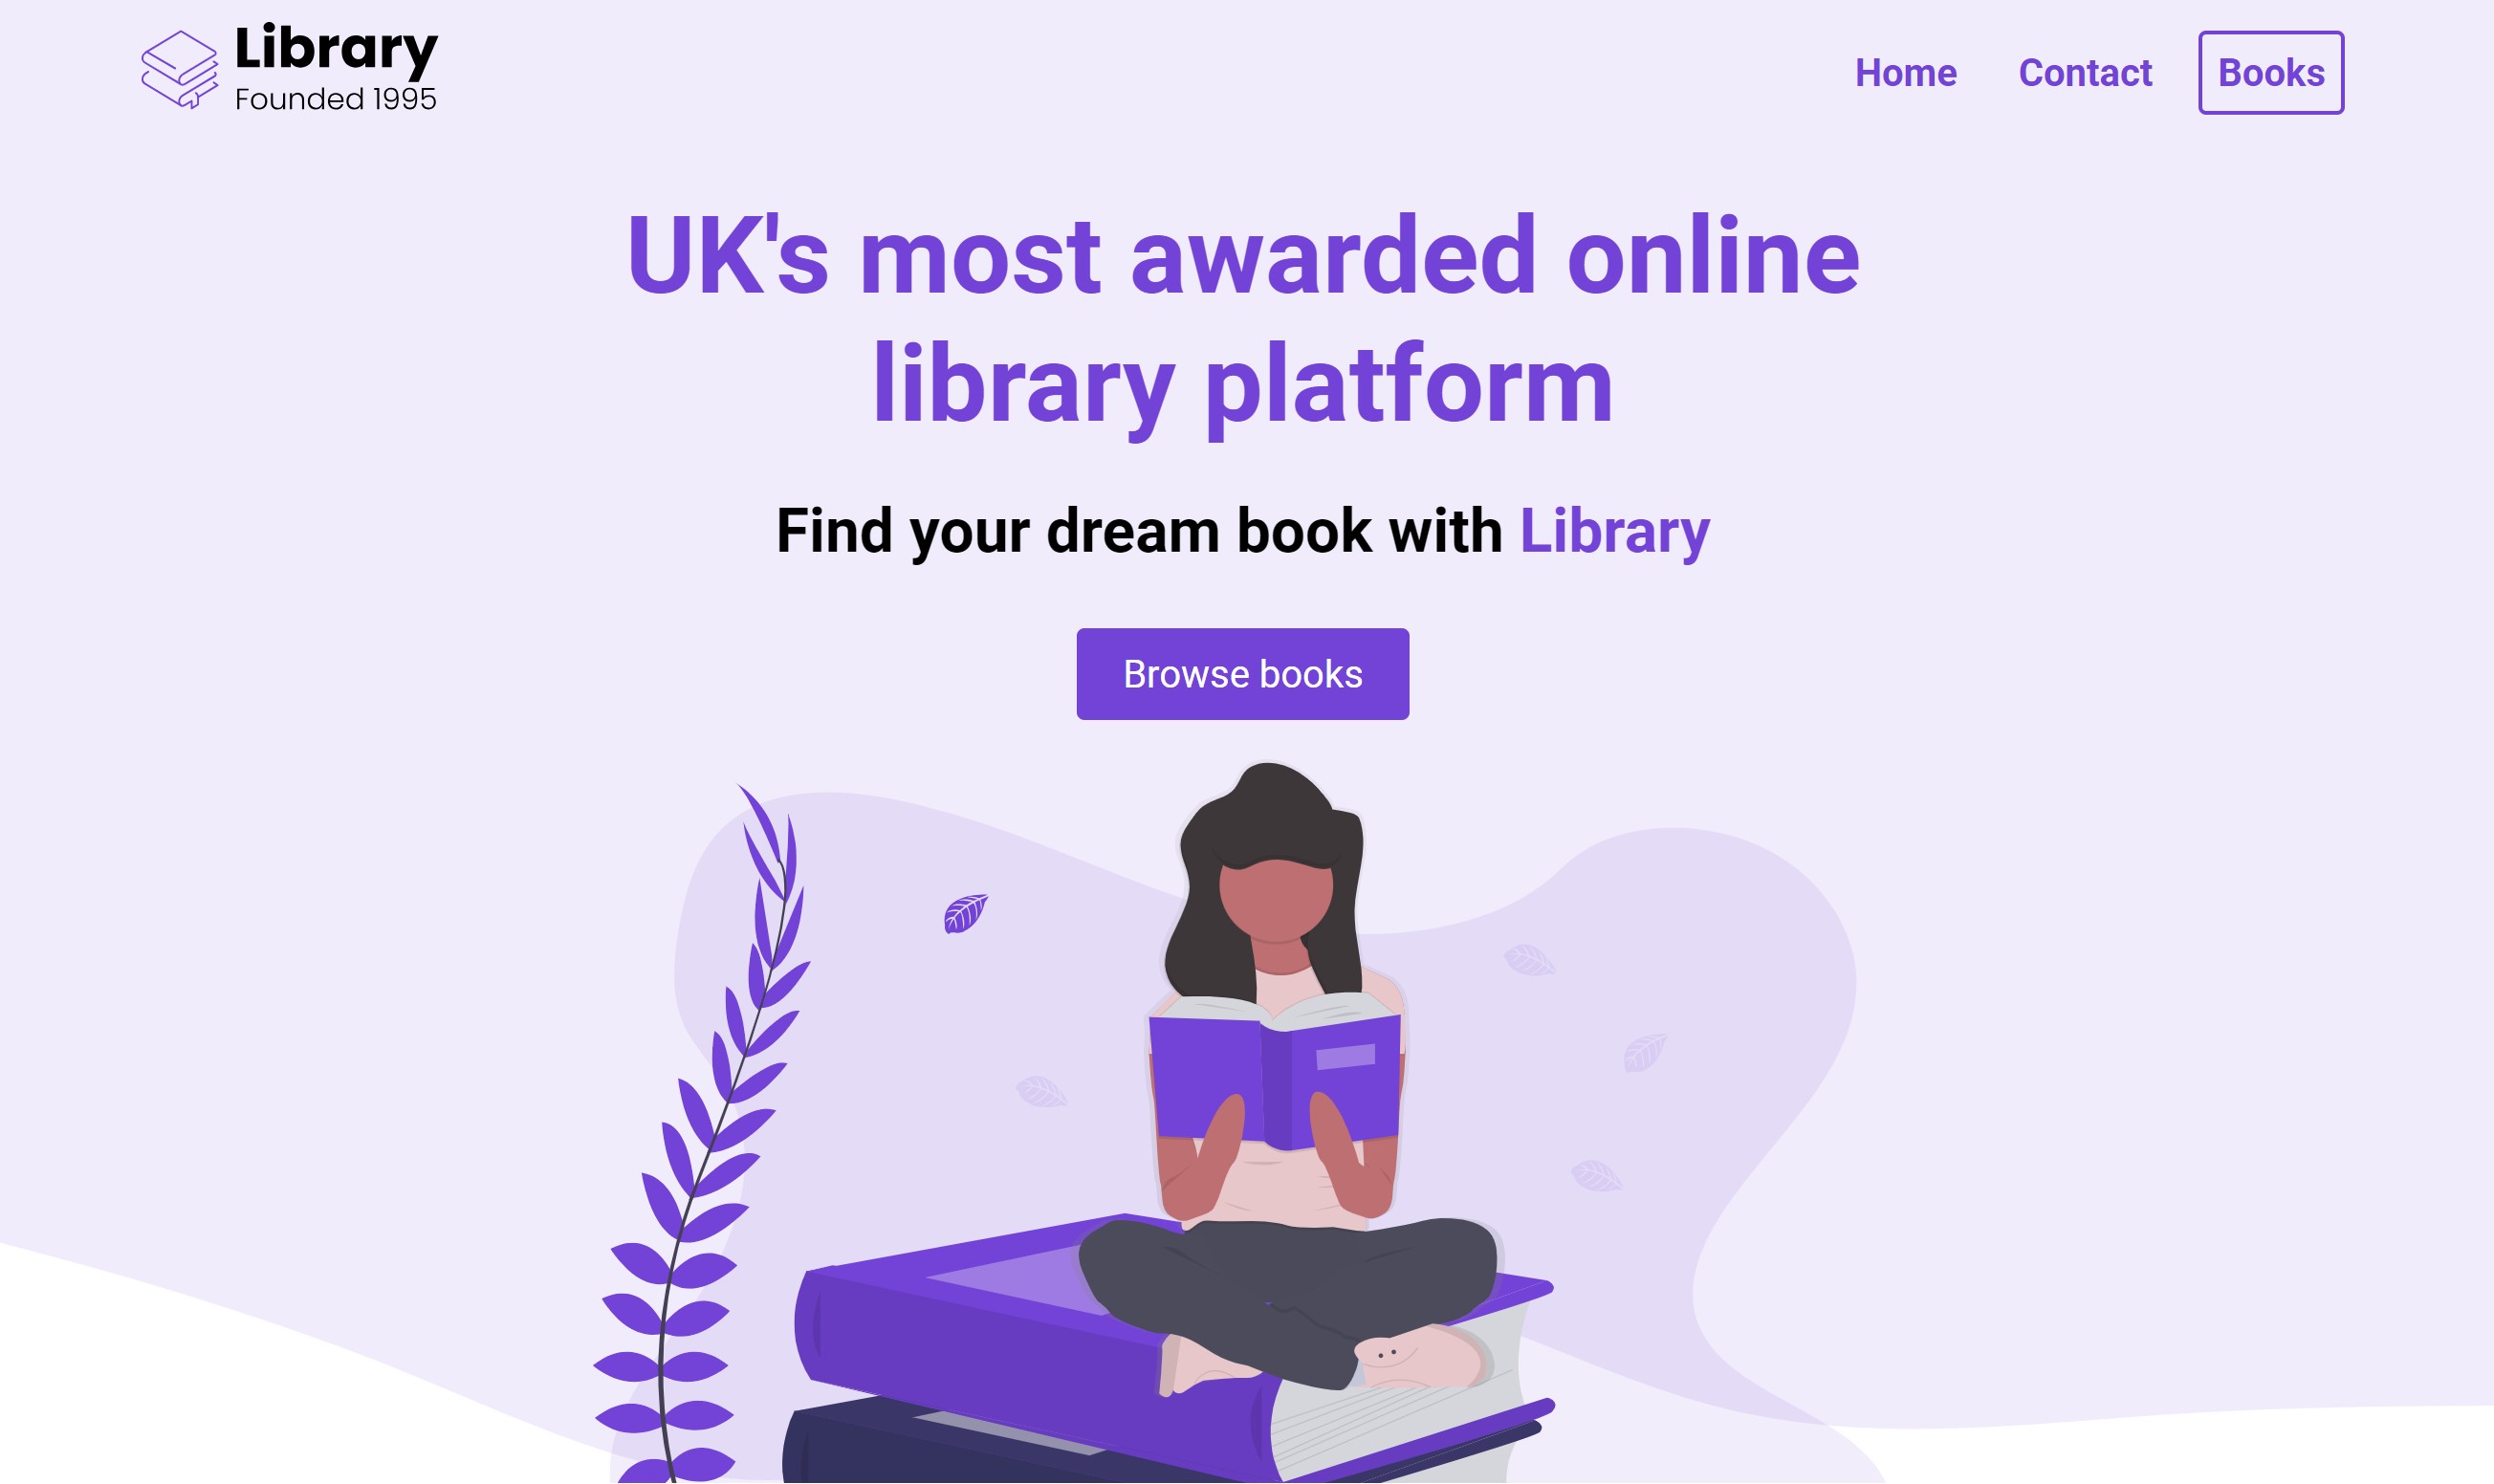 Library
Founded 1995
Home
Contact
Books
UK's most awarded online
library platform
Find your dream book with Library
Browse books